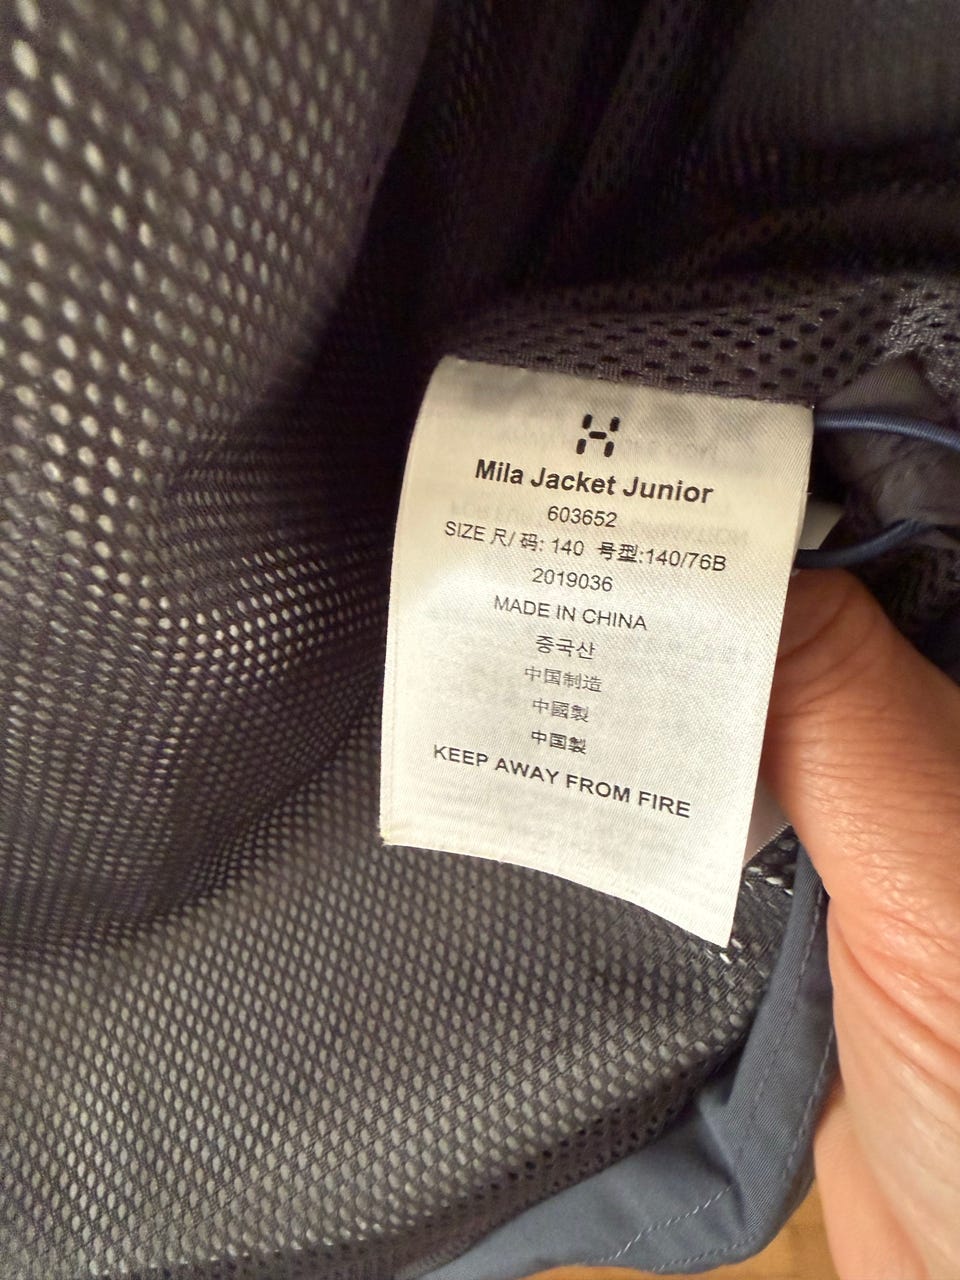 Mila Jacket Junior
603652
SIZE 尺/码: 140 号型:140/76B
2019036
MADE IN CHINA
중국산
中国制造
中國製
中国製
KEEP AWAY FROM FIRE